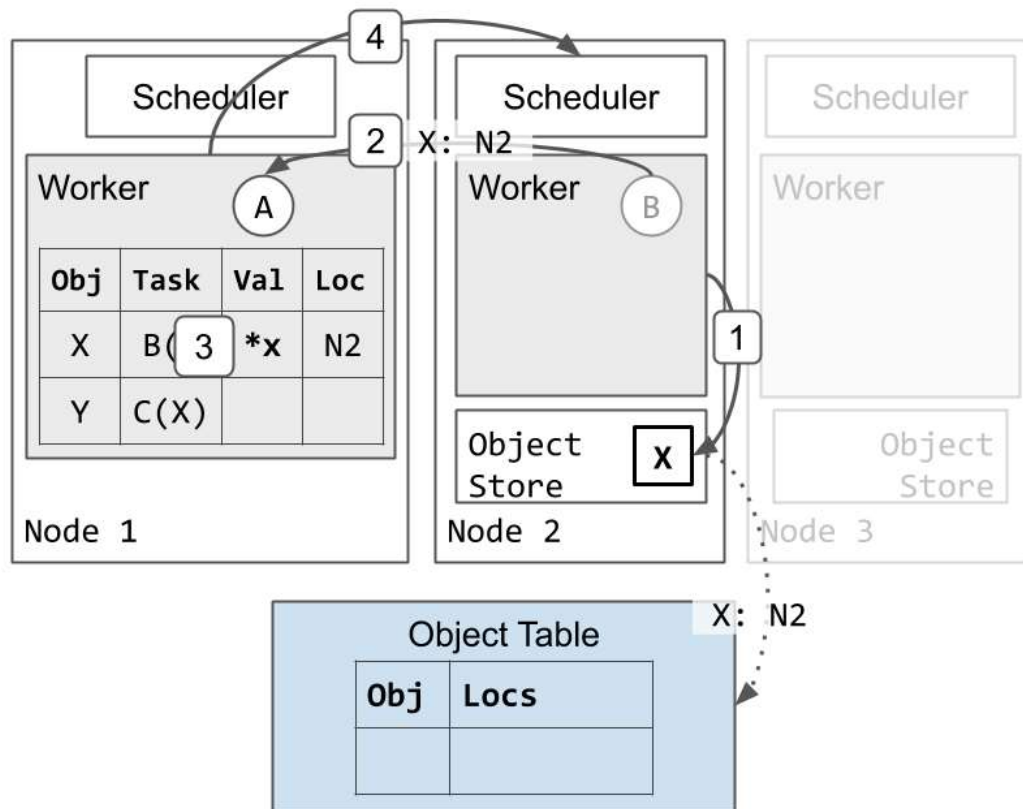 4
Scheduler
Scheduler
Scheduler
2 X: N2
Worker
A
Worker
B
Worker
Obj Task Val Loc
X B( 3 *x N2
Y C(X)
1
Object
Store
X
Object
Store
Node 1
Node 2
Node 3
X: N2
Object Table
Obj Locs